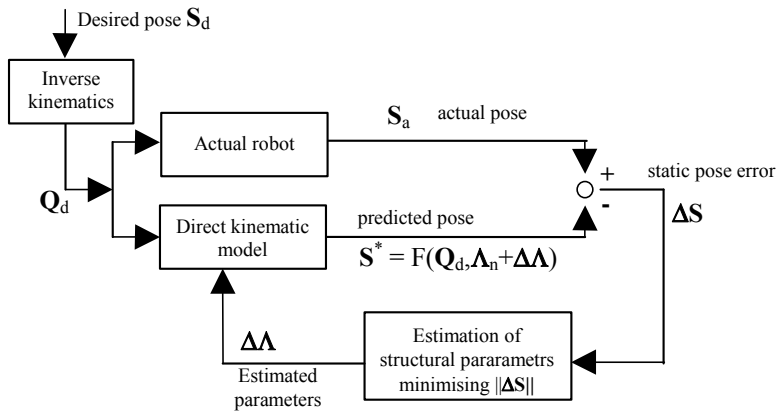 Desired pose S_d
Inverse
kinematics
Q_d
Actual robot
S_a actual pose
+
-
static pose error
ΔS
Direct kinematic
model
predicted pose
S* = F(Q_d,Λ_n+ΔΛ)
ΔΛ
Estimated
parameters
Estimation of
structural pararametrs
minimising ||ΔS||